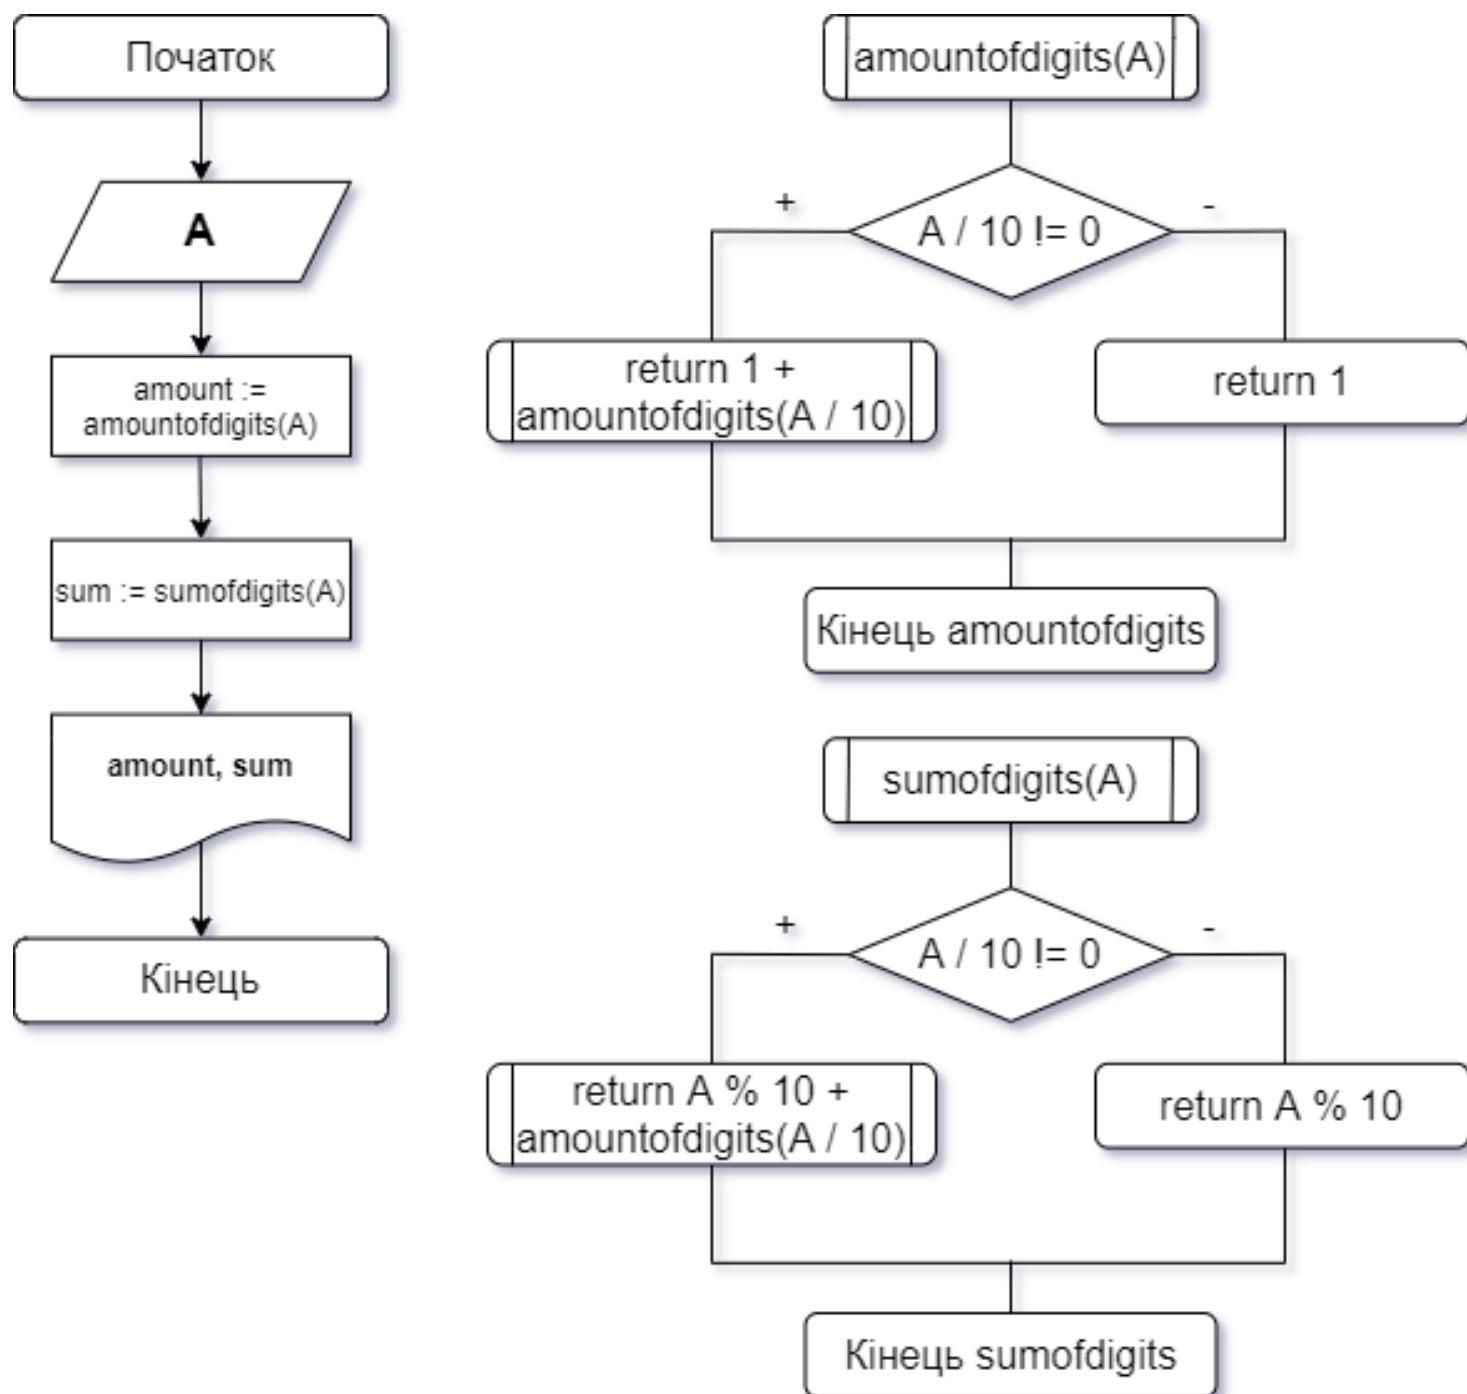 Початок
A
amount :=
amountofdigits(A)
sum := sumofdigits(A)
amount, sum
Кінець
amountofdigits(A)
+
-
A / 10 != 0
return 1 +
amountofdigits(A / 10)
return 1
Кінець amountofdigits
sumofdigits(A)
+
-
A / 10 != 0
return A % 10 +
amountofdigits(A / 10)
return A % 10
Кінець sumofdigits